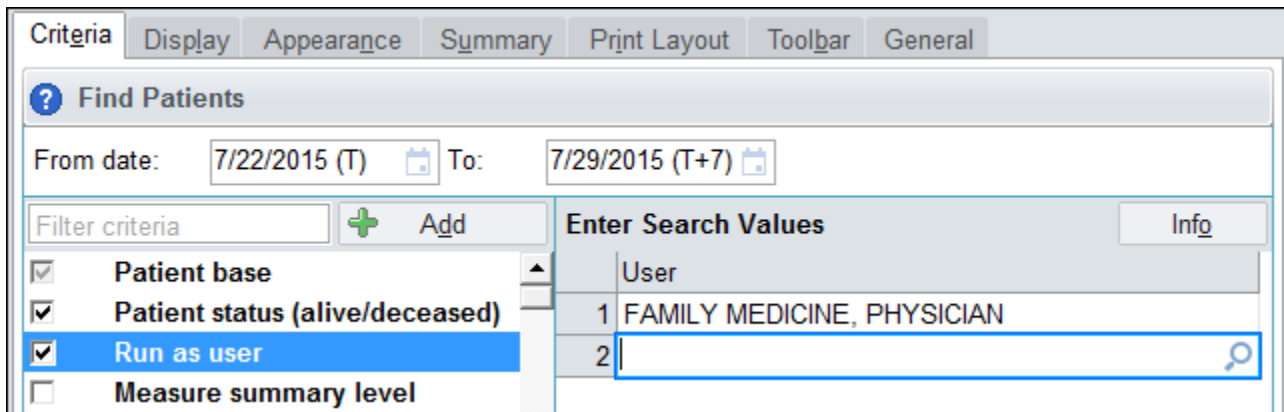 Criteria Display Appearance Summary Print Layout Toolbar General
? Find Patients
From date: 7/22/2015 (T) To: 7/29/2015 (T+7)
Filter criteria Add Enter Search Values Info
Patient base User
Patient status (alive/deceased) 1 FAMILY MEDICINE, PHYSICIAN
Run as user 2
Measure summary level